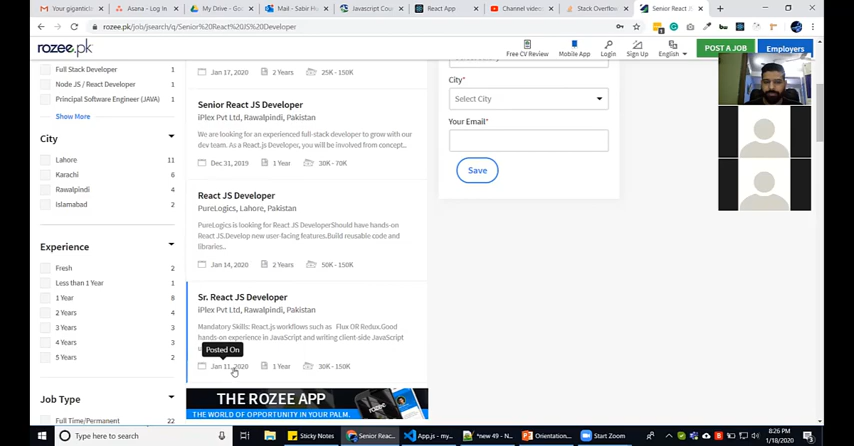 Your gigantic
Asana - Log In
My Drive - Go
Mail - Sabir Hu
Javascript Cou
React App
Channel videos
Stack Overflow
Senior React J
rozee.pk/job/jsearch/q/Senior%20React%20JS%20Developer
rozee.pk
Free CV Review
Mobile App
Login
Sign Up
English
POST A JOB
Employers
Full Stack Developer 1
Node JS / React Developer 1
Principal Software Engineer (JAVA) 1
Show More
City
Lahore 11
Karachi 6
Rawalpindi 4
Islamabad 2
Experience
Fresh 2
Less than 1 Year 1
1 Year 8
2 Years 4
3 Years 3
4 Years 3
5 Years 2
Job Type
Full Time/Permanent 22
Jan 17, 2020 2 Years 25K - 150K
Senior React JS Developer
iPlex Pvt Ltd, Rawalpindi, Pakistan
We are looking for an experienced full-stack developer to grow with our
dev team. As a React.js Developer, you will be involved from concept..
Dec 31, 2019 1 Year 30K - 70K
React JS Developer
PureLogics, Lahore, Pakistan
PureLogics is looking for React JS DeveloperShould have hands-on
React JS.Develop new user-facing features.Build reusable code and
libraries..
Jan 14, 2020 2 Years 50K - 150K
Sr. React JS Developer
iPlex Pvt Ltd, Rawalpindi, Pakistan
Mandatory Skills: React.js workflows such as Flux OR Redux.Good
hands-on experience in JavaScript and writing client-side JavaScript
Posted On
Jan 11, 2020 1 Year 30K - 150K
THE ROZEE APP
THE WORLD OF OPPORTUNITY IN YOUR PALM.
City*
Select City
Your Email*
Save
Type here to search
Sticky Notes
Senior Reac...
App.js - my...
*new 49 - N...
Orientation...
Start Zoom
8:26 PM
1/18/2020